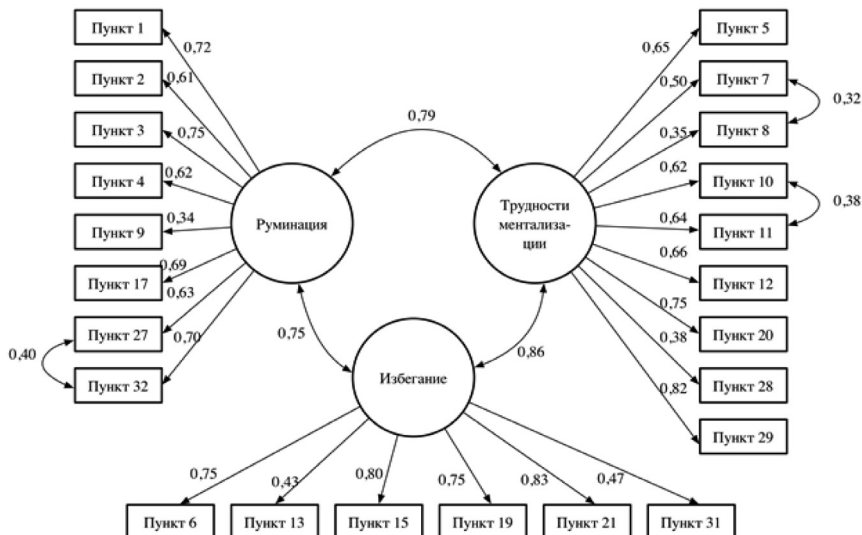 Пункт 1
Пункт 2
Пункт 3
Пункт 4
Пункт 9
Пункт 17
Пункт 27
Пункт 32
0,40
0,72
0,61
0,75
0,62
0,34
0,69
0,63
0,70
Руминация
0,79
Трудности
ментализа-
ции
0,65
0,50
0,35
0,62
0,64
0,66
0,75
0,38
0,82
Пункт 5
Пункт 7
Пункт 8
Пункт 10
Пункт 11
Пункт 12
Пункт 20
Пункт 28
Пункт 29
0,32
0,38
0,75
0,86
Избегание
0,75
0,43
0,80
0,75
0,83
0,47
Пункт 6
Пункт 13
Пункт 15
Пункт 19
Пункт 21
Пункт 31